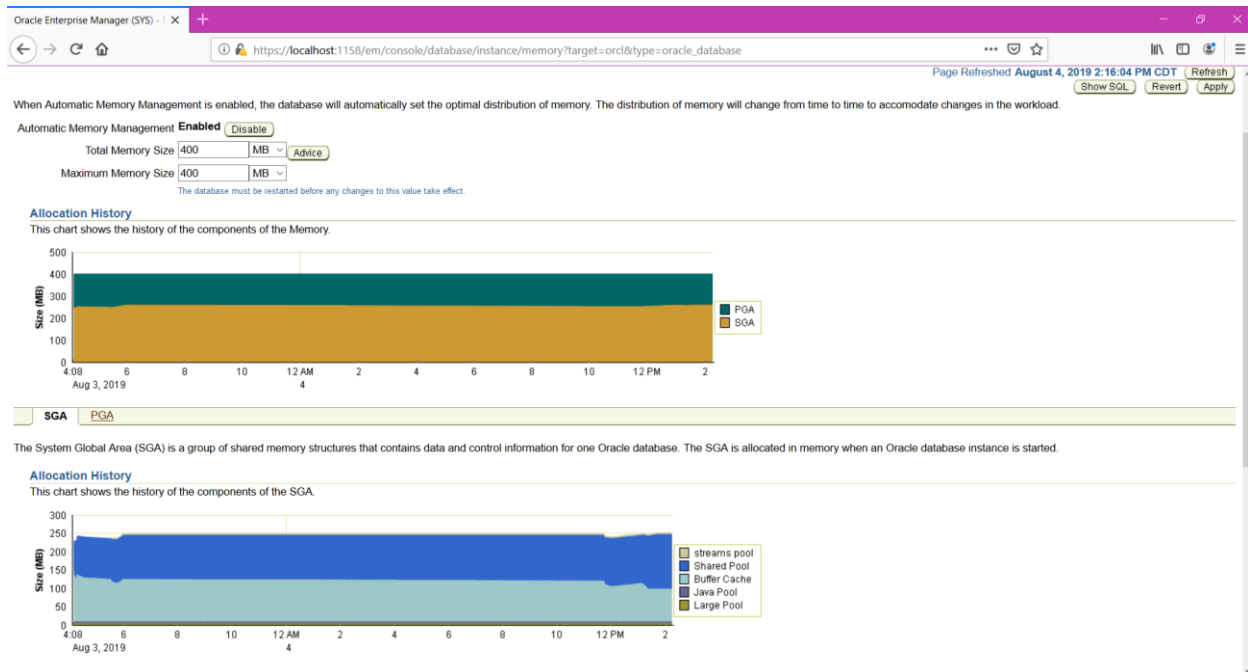 Oracle Enterprise Manager (SYS) -
https://localhost:1158/em/console/database/instance/memory?target=orcl&type=oracle_database
Page Refreshed August 4, 2019 2:16:04 PM CDT Refresh
Show SQL Revert Apply
When Automatic Memory Management is enabled, the database will automatically set the optimal distribution of memory. The distribution of memory will change from time to time to accomodate changes in the workload.
Automatic Memory Management Enabled Disable
Total Memory Size 400 MB Advice
Maximum Memory Size 400 MB
The database must be restarted before any changes to this value take effect.
Allocation History
This chart shows the history of the components of the Memory.
500
400
300
200
100
0
Size (MB)
4:08 6 8 10 12 AM 2 4 6 8 10 12 PM 2
Aug 3, 2019 4
PGA
SGA
SGA PGA
The System Global Area (SGA) is a group of shared memory structures that contains data and control information for one Oracle database. The SGA is allocated in memory when an Oracle database instance is started.
Allocation History
This chart shows the history of the components of the SGA.
300
250
200
150
100
50
0
Size (MB)
4:08 6 8 10 12 AM 2 4 6 8 10 12 PM 2
Aug 3, 2019 4
streams pool
Shared Pool
Buffer Cache
Java Pool
Large Pool